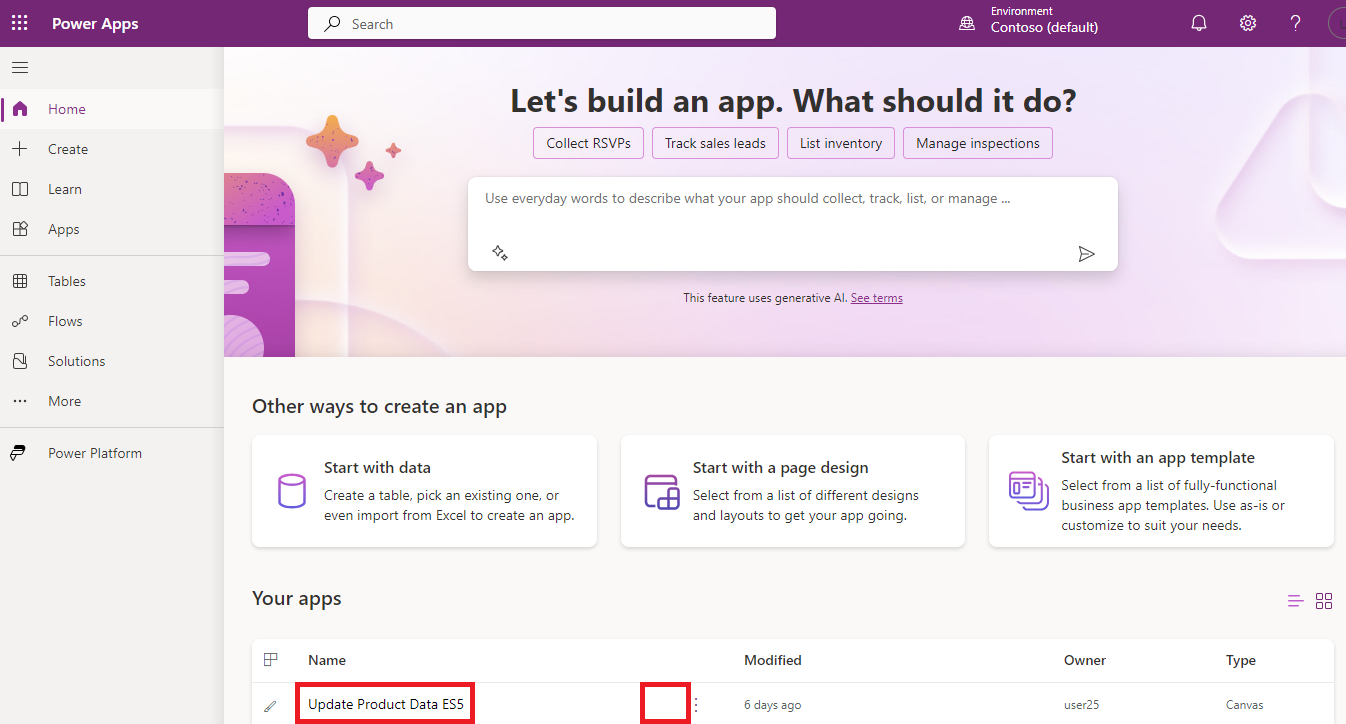 Power Apps
Search
Environment
Contoso (default)
Home
Create
Learn
Apps
Tables
Flows
Solutions
More
Power Platform
Let's build an app. What should it do?
Collect RSVPs
Track sales leads
List inventory
Manage inspections
Use everyday words to describe what your app should collect, track, list, or manage ...
This feature uses generative AI. See terms
Other ways to create an app
Start with data
Create a table, pick an existing one, or
even import from Excel to create an app.
Start with a page design
Select from a list of different designs
and layouts to get your app going.
Start with an app template
Select from a list of fully-functional
business app templates. Use as-is or
customize to suit your needs.
Your apps
Name Modified Owner Type
Update Product Data ES5 6 days ago user25 Canvas